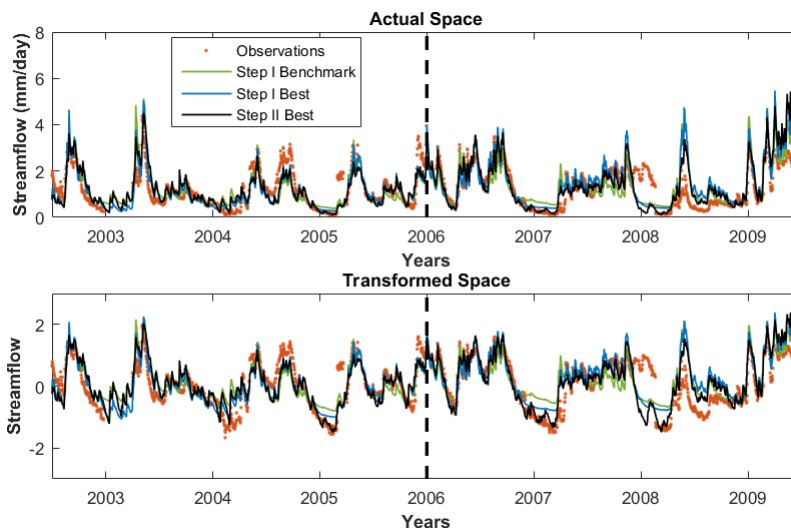 Actual Space
Streamflow (mm/day)
8
6
4
2
0
Observations
Step I Benchmark
Step I Best
Step II Best
2003 2004 2005 2006 2007 2008 2009
Years
Transformed Space
Streamflow
2
0
-2
2003 2004 2005 2006 2007 2008 2009
Years